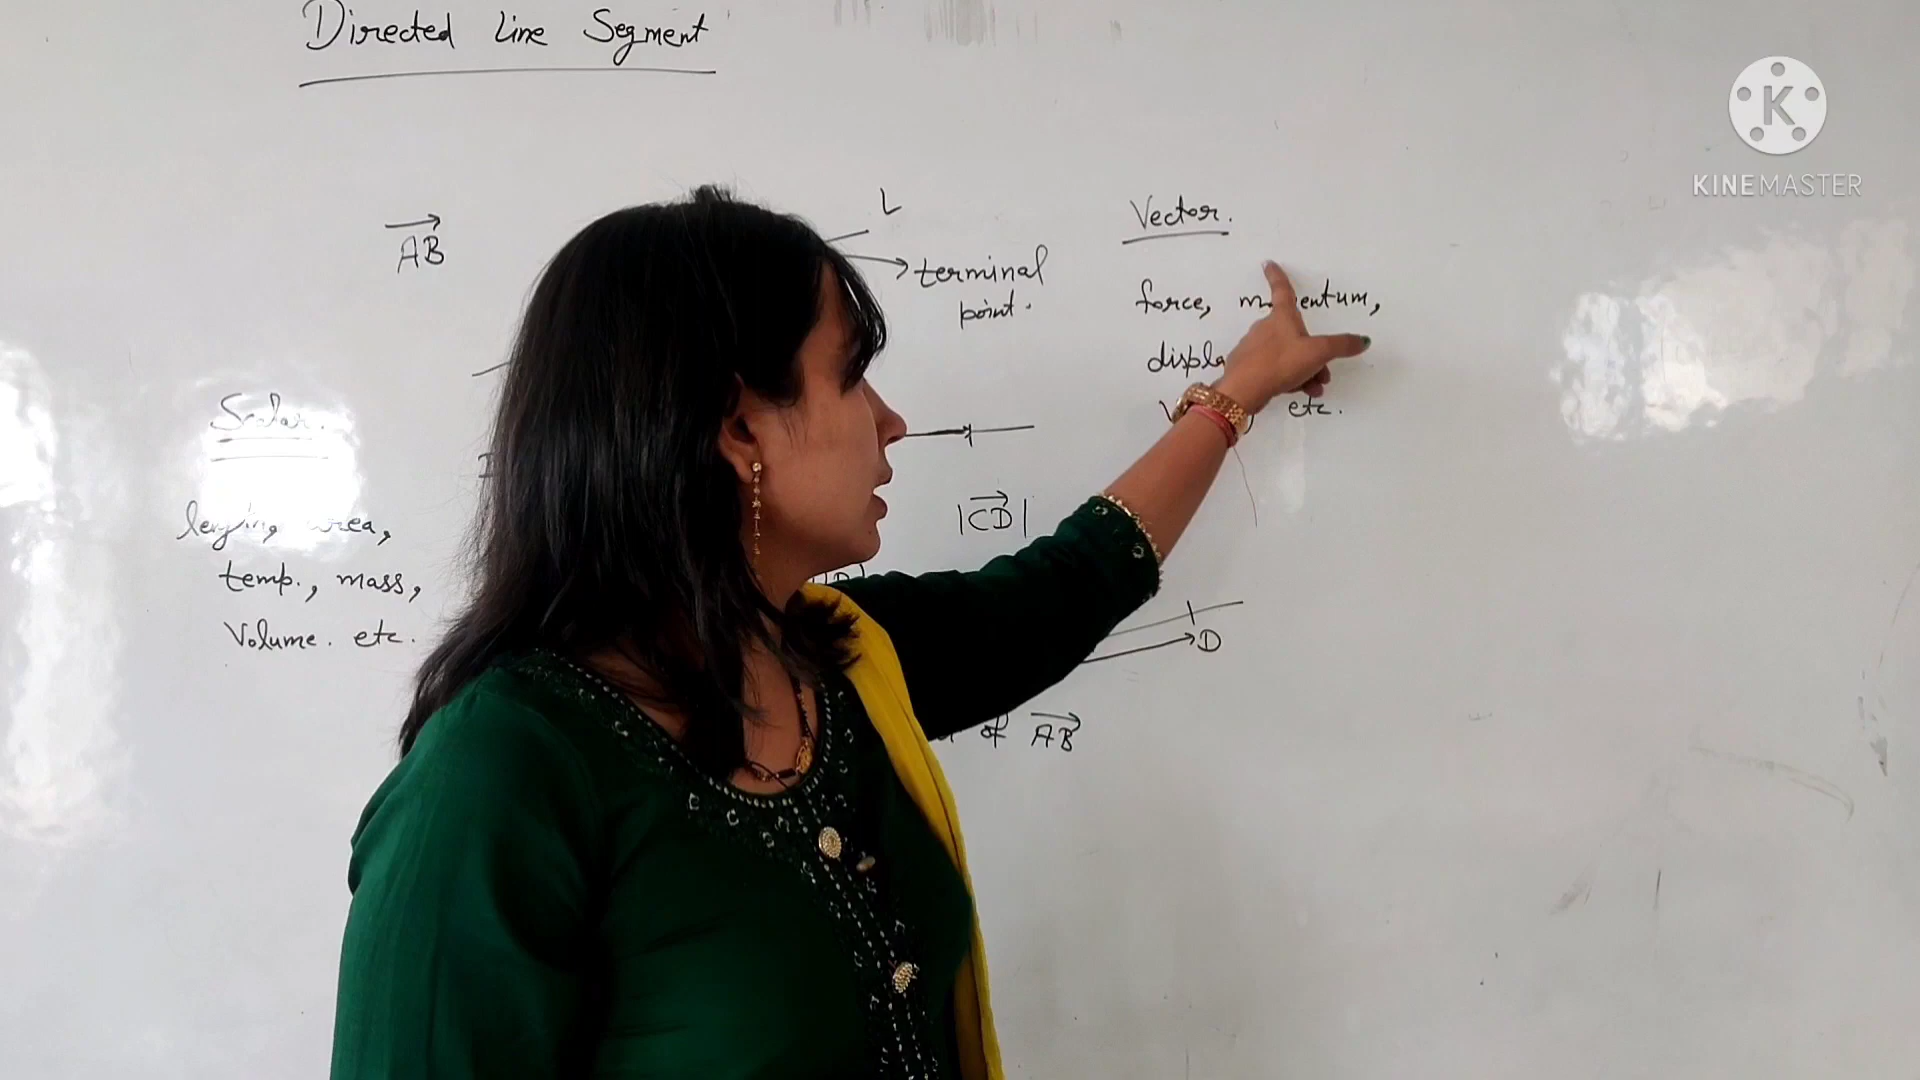 Directed Line Segment
AB
L
terminal
point.
Vector.
force, momentum,
etc.
Scalar.
area,
temp., mass,
Volume. etc.
|CD|
D
of AB
KINEMASTER